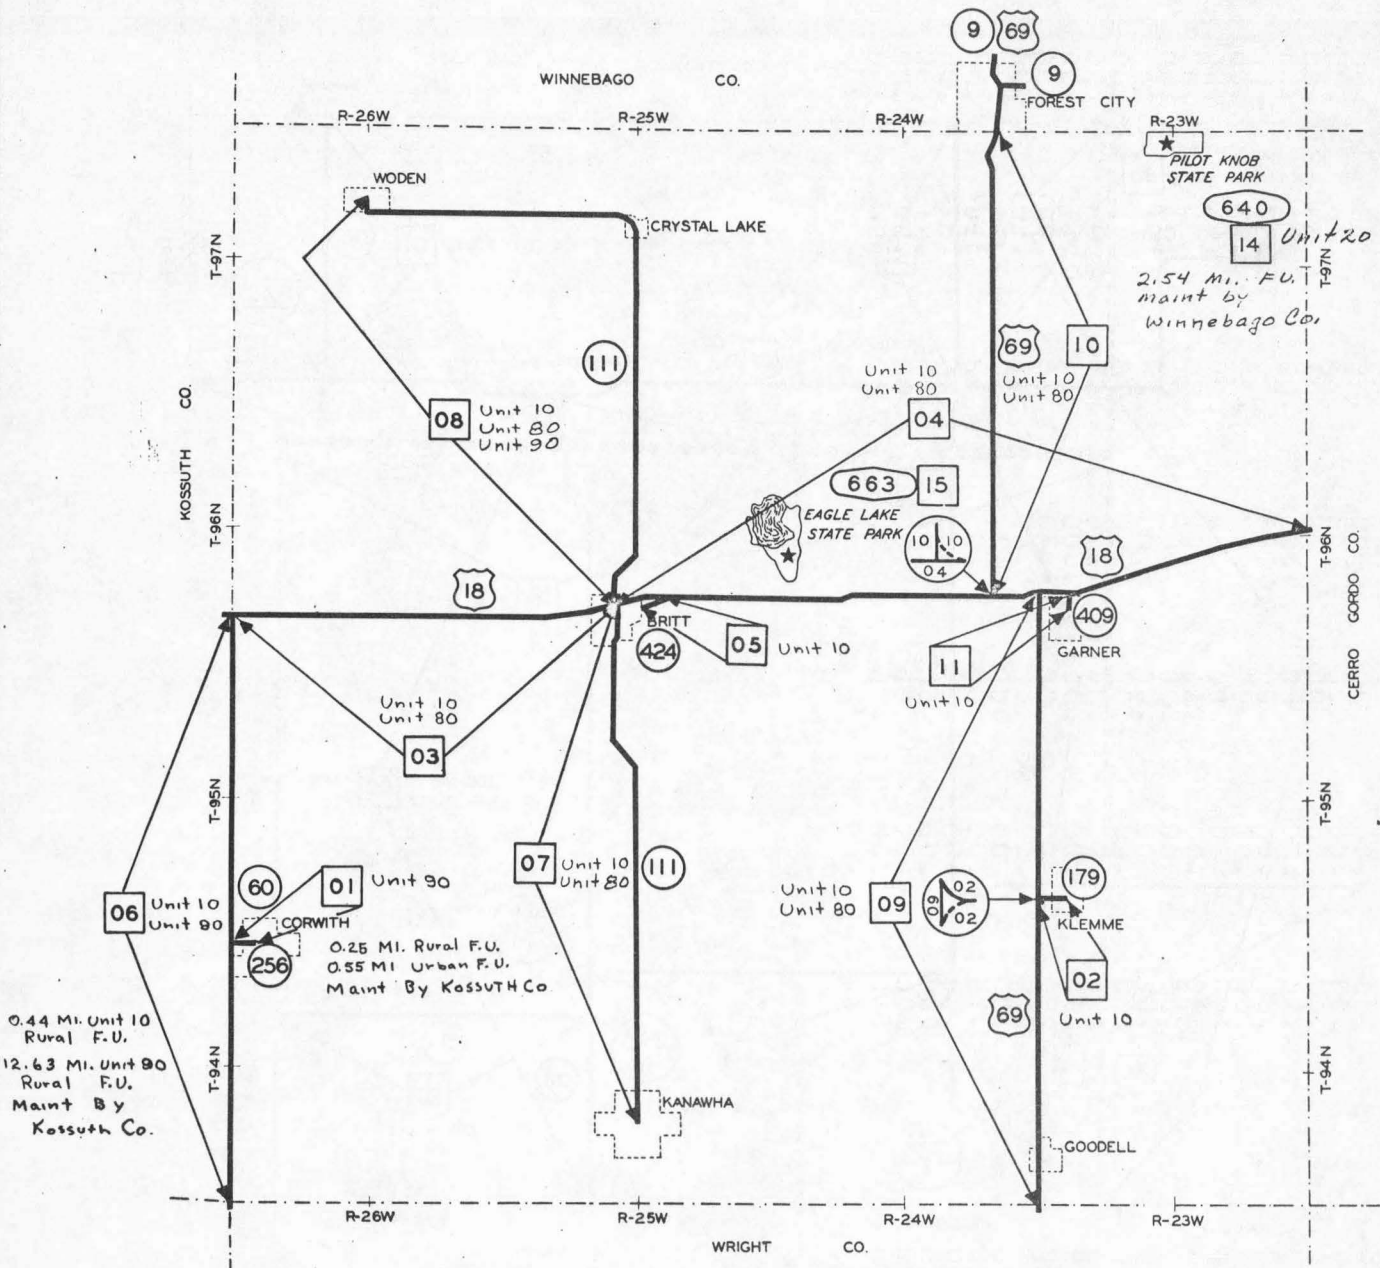 9 69
9
WINNEBAGO CO.
FOREST CITY
R-26W R-25W R-24W R-23W
PILOT KNOB
STATE PARK
640
14 Unit 20
2.54 Mi. F.U.
maint by
Winnebago Co.
WODEN
CRYSTAL LAKE
T-97N
T-97N
KOSSUTH CO.
111
69
10
Unit 10
Unit 80
Unit 10
Unit 80
04
08
Unit 10
Unit 80
Unit 90
663 15
EAGLE LAKE
STATE PARK
10 10
04
T-96N
T-96N
CERRO GORDO CO.
18
18
BRITT
424
05 Unit 10
409
GARNER
11
Unit 10
Unit 10
Unit 80
03
T-95N
T-95N
07
Unit 10
Unit 80
111
60
01 Unit 90
06
Unit 10
Unit 90
CORWITH
256
0.25 MI. Rural F.U.
0.55 MI Urban F.U.
Maint By KOSSUTH Co
Unit 10
Unit 80
09
09 02
02
179
KLEMME
02
Unit 10
69
0.44 MI. Unit 10
Rural F.U.
12.63 MI. Unit 90
Rural F.U.
Maint By
Kossuth Co.
T-94N
T-94N
KANAWHA
GOODELL
R-26W R-25W R-24W R-23W
WRIGHT CO.